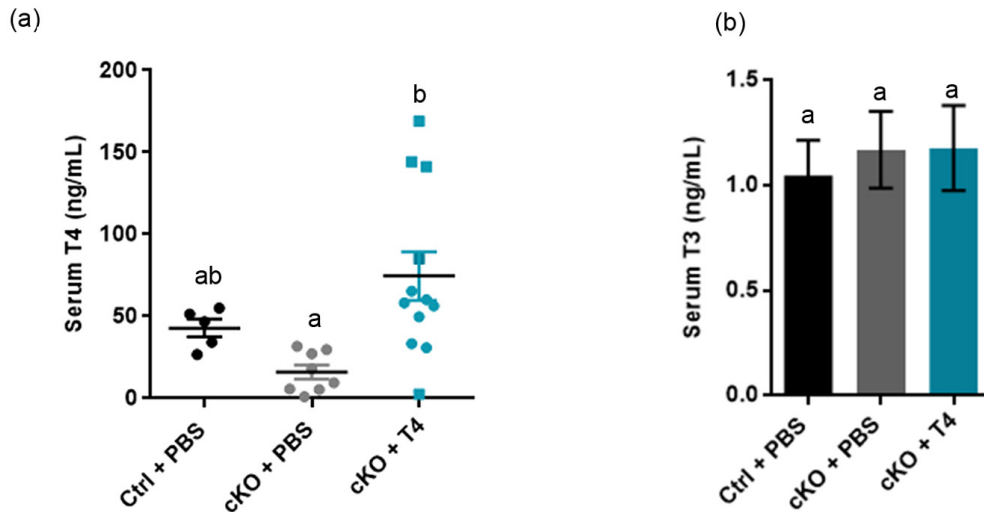 (a)
Serum T4 (ng/mL)
200
150
100
50
0
ab
a
b
Ctrl + PBS
cKO + PBS
cKO + T4
(b)
Serum T3 (ng/mL)
1.5
1.0
0.5
0.0
a
a
a
Ctrl + PBS
cKO + PBS
cKO + T4